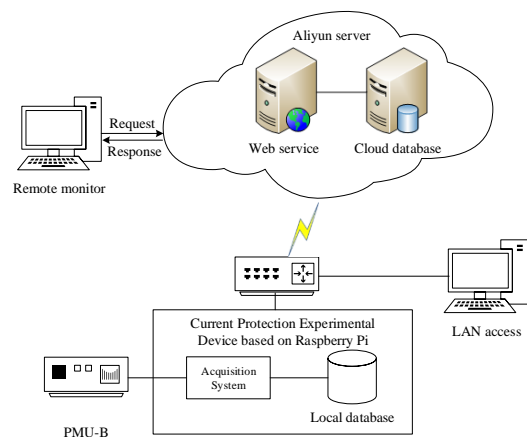 Aliyun server
Request
Response
Web service
Cloud database
Remote monitor
Current Protection Experimental
Device based on Raspberry Pi
LAN access
Acquisition
System
Local database
PMU-B